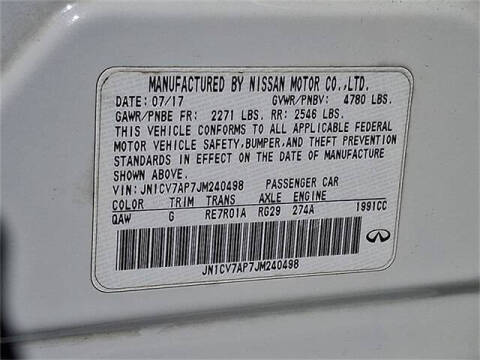 MANUFACTURED BY NISSAN MOTOR CO.,LTD.
DATE: 07/17 GVWR/PNBV: 4780 LBS.
GAWR/PNBE FR: 2271 LBS. RR: 2546 LBS.
THIS VEHICLE CONFORMS TO ALL APPLICABLE FEDERAL
MOTOR VEHICLE SAFETY,BUMPER,AND THEFT PREVENTION
STANDARDS IN EFFECT ON THE DATE OF MANUFACTURE
SHOWN ABOVE.
VIN: JN1CV7AP7JM240498 PASSENGER CAR
COLOR TRIM TRANS AXLE ENGINE
QAW G RE7R01A RG29 274A 1991CC
JN1CV7AP7JM240498